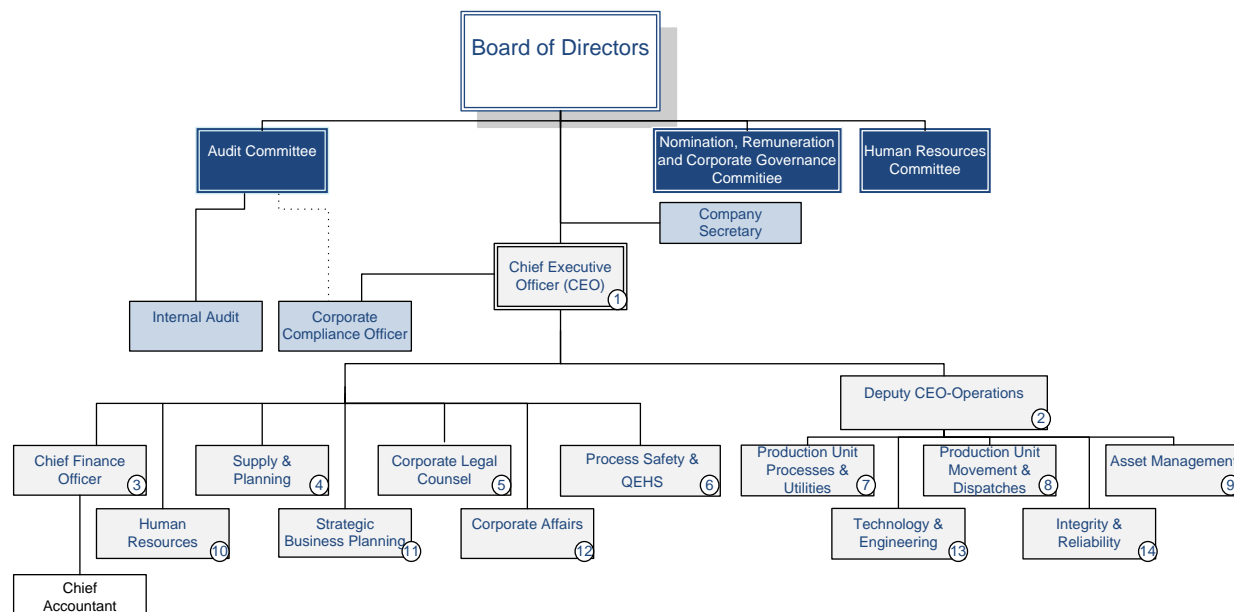 Board of Directors
Audit Committee
Nomination, Remuneration
and Corporate Governance
Commitiee
Human Resources
Committee
Company
Secretary
Chief Executive
Officer (CEO)
1
Internal Audit
Corporate
Compliance Officer
Deputy CEO-Operations
2
Chief Finance
Officer
3
Supply &
Planning
4
Corporate Legal
Counsel
5
Process Safety &
QEHS
6
Production Unit
Processes &
Utilities
7
Production Unit
Movement &
Dispatches
8
Asset Management
9
Human
Resources
10
Strategic
Business Planning
11
Corporate Affairs
12
Technology &
Engineering
13
Integrity &
Reliability
14
Chief
Accountant